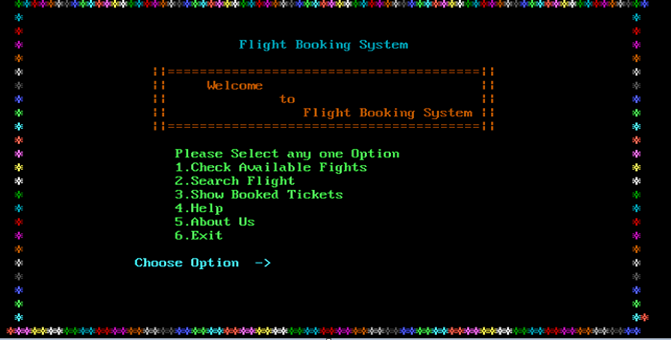 Flight Booking System
||=======================================||
|| Welcome ||
|| to ||
|| Flight Booking System ||
||=======================================||
Please Select any one Option
1.Check Available Fights
2.Search Flight
3.Show Booked Tickets
4.Help
5.About Us
6.Exit
Choose Option ->